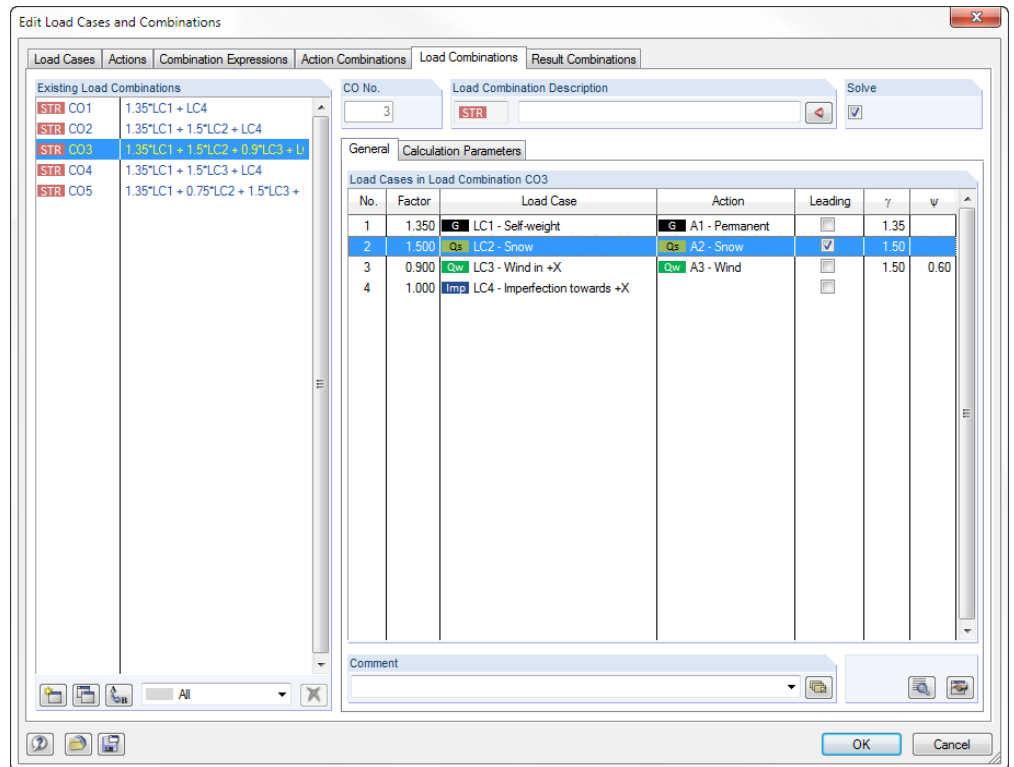 Edit Load Cases and Combinations
Load Cases Actions Combination Expressions Action Combinations Load Combinations Result Combinations
Existing Load Combinations
STR CO1 1.35*LC1 + LC4
STR CO2 1.35*LC1 + 1.5*LC2 + LC4
STR CO3 1.35*LC1 + 1.5*LC2 + 0.9*LC3 + L
STR CO4 1.35*LC1 + 1.5*LC3 + LC4
STR CO5 1.35*LC1 + 0.75*LC2 + 1.5*LC3 +
All
CO No.
3
Load Combination Description
STR
Solve
General Calculation Parameters
Load Cases in Load Combination CO3
No. Factor Load Case Action Leading γ ψ
1 1.350 G LC1 - Self-weight G A1 - Permanent 1.35
2 1.500 Qs LC2 - Snow Qs A2 - Snow 1.50
3 0.900 Qw LC3 - Wind in +X Qw A3 - Wind 1.50 0.60
4 1.000 Imp LC4 - Imperfection towards +X
Comment
OK Cancel